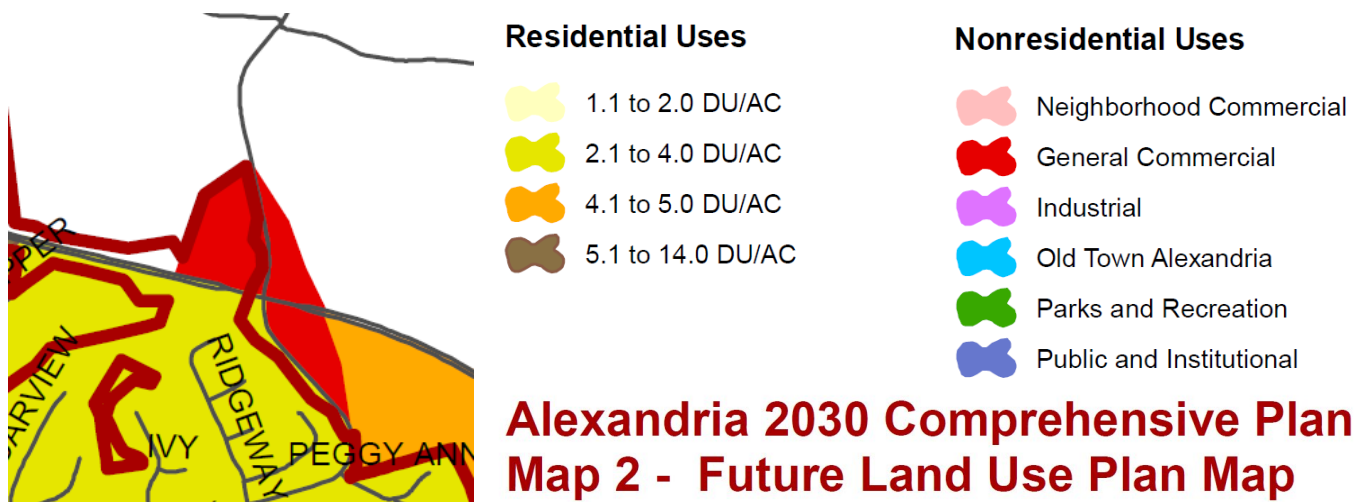 Residential Uses
1.1 to 2.0 DU/AC
2.1 to 4.0 DU/AC
4.1 to 5.0 DU/AC
5.1 to 14.0 DU/AC
Nonresidential Uses
Neighborhood Commercial
General Commercial
Industrial
Old Town Alexandria
Parks and Recreation
Public and Institutional
Alexandria 2030 Comprehensive Plan
Map 2 - Future Land Use Plan Map
RIDGEWAY
IVY
PEGGY ANN